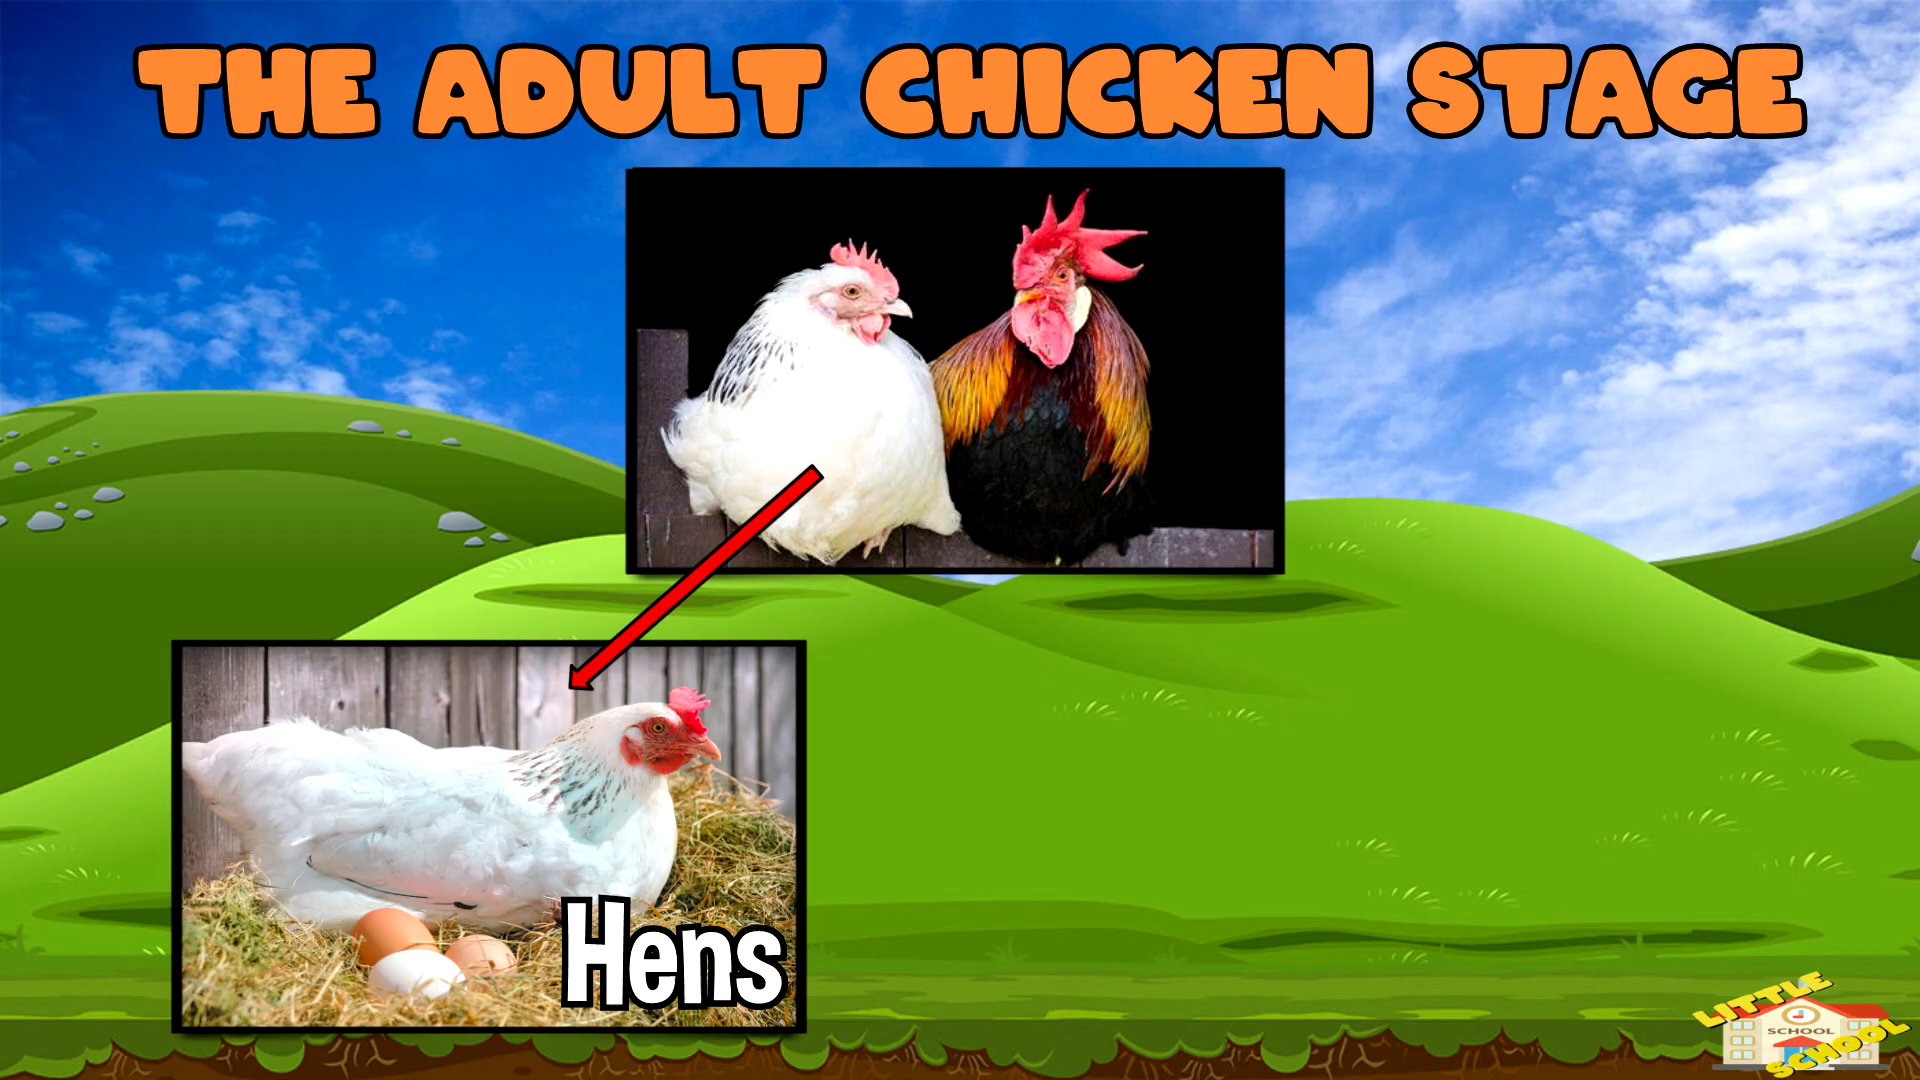 THE ADULT CHICKEN STAGE
Hens
LITTLE
SCHOOL
SCHOOL